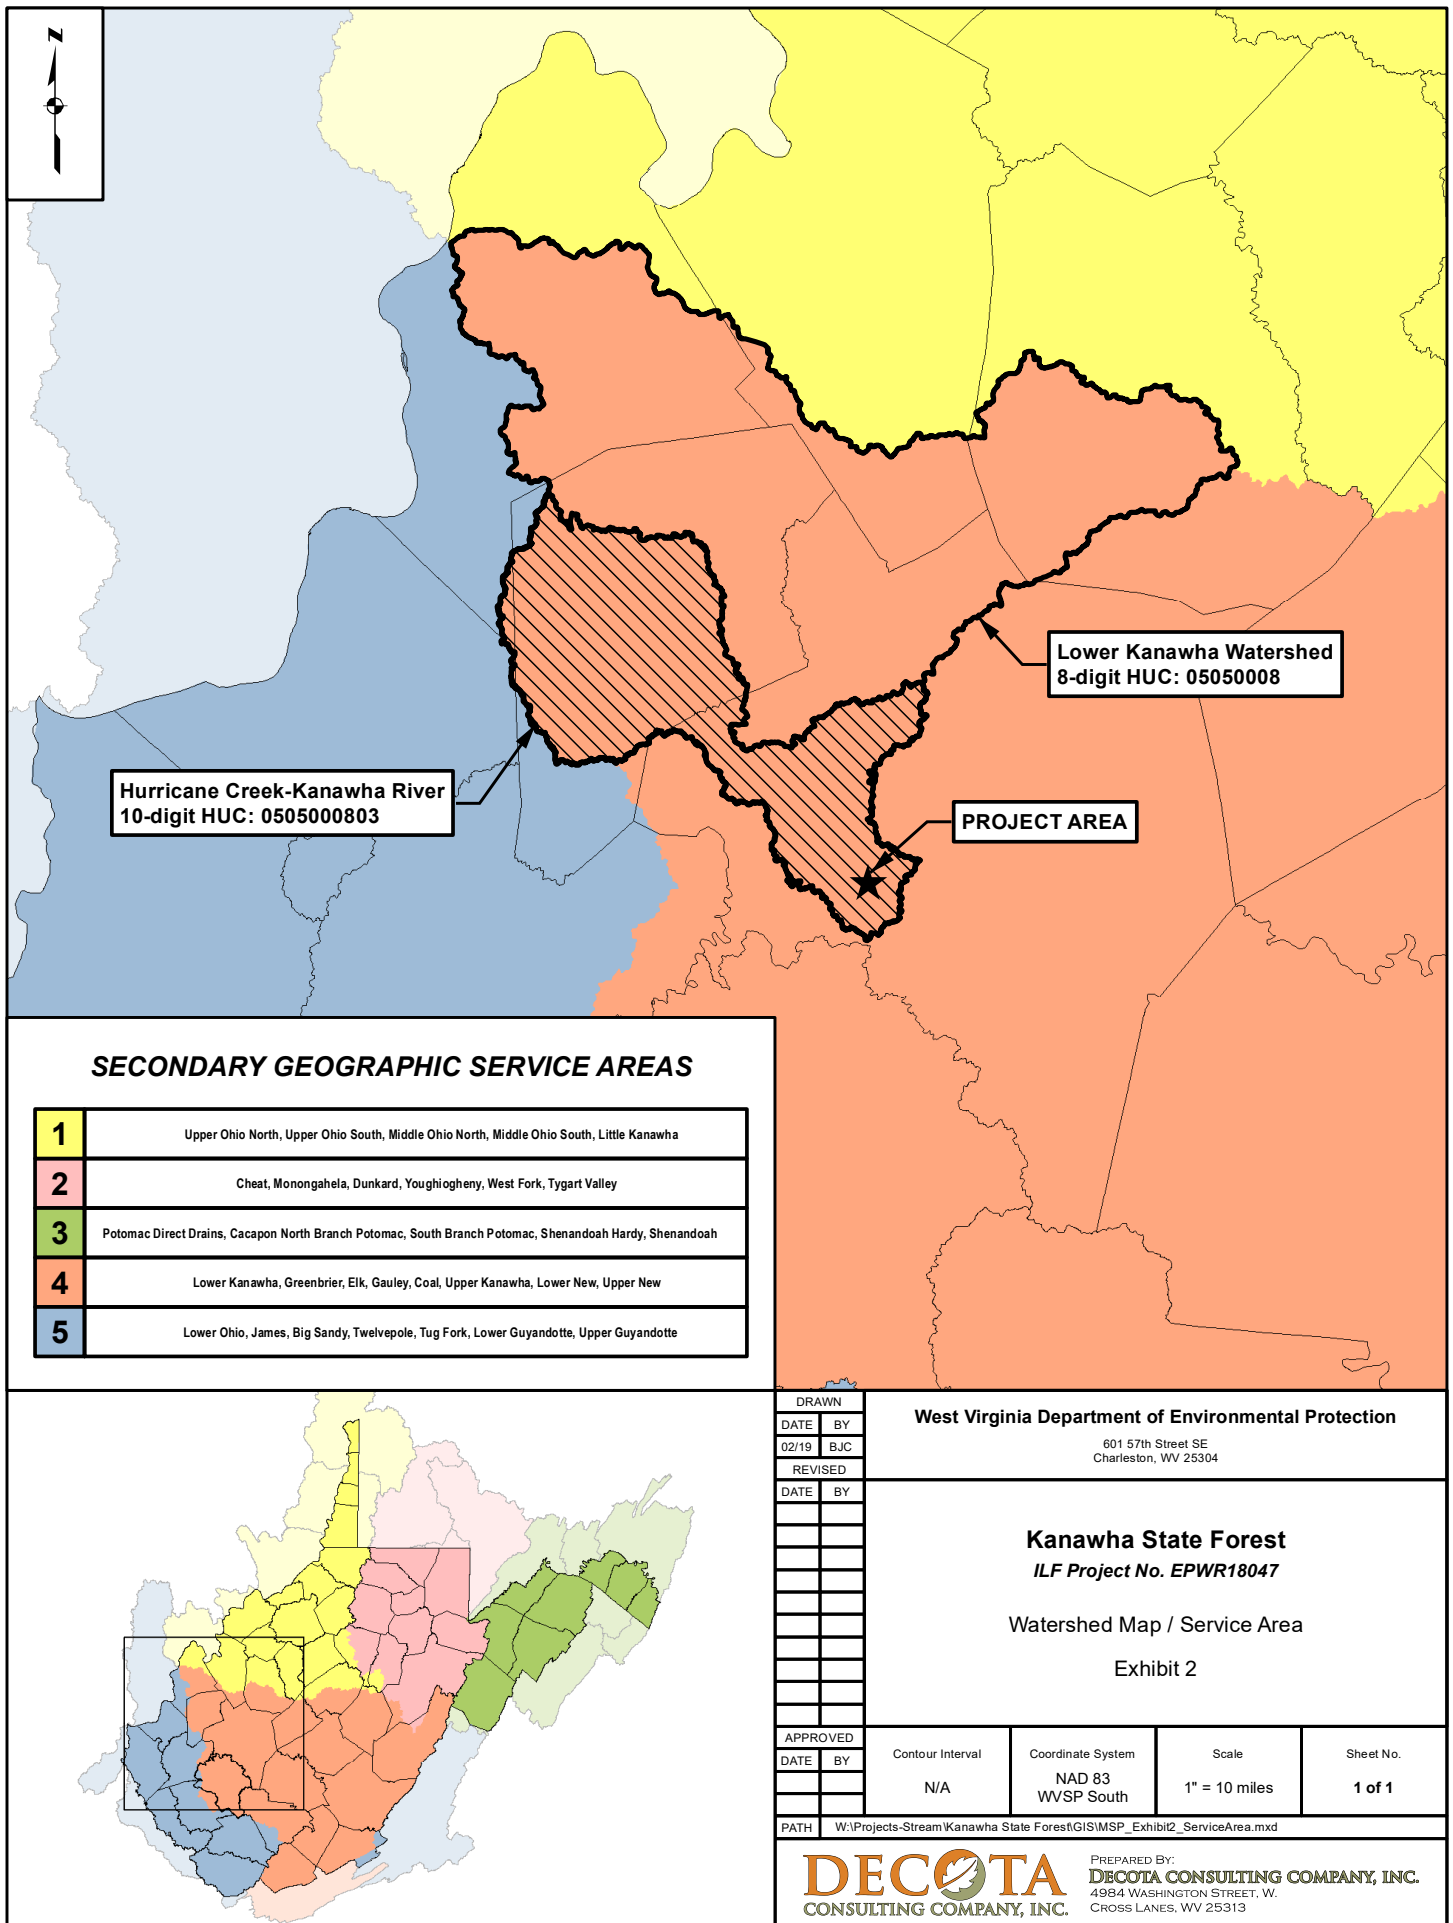 N
Lower Kanawha Watershed
8-digit HUC: 05050008
Hurricane Creek-Kanawha River
10-digit HUC: 0505000803
PROJECT AREA
SECONDARY GEOGRAPHIC SERVICE AREAS
1 Upper Ohio North, Upper Ohio South, Middle Ohio North, Middle Ohio South, Little Kanawha
2 Cheat, Monongahela, Dunkard, Youghiogheny, West Fork, Tygart Valley
3 Potomac Direct Drains, Cacapon North Branch Potomac, South Branch Potomac, Shenandoah Hardy, Shenandoah
4 Lower Kanawha, Greenbrier, Elk, Gauley, Coal, Upper Kanawha, Lower New, Upper New
5 Lower Ohio, James, Big Sandy, Twelvepole, Tug Fork, Lower Guyandotte, Upper Guyandotte
DRAWN
DATE BY
02/19 BJC
REVISED
DATE BY
West Virginia Department of Environmental Protection
601 57th Street SE
Charleston, WV 25304
Kanawha State Forest
ILF Project No. EPWR18047
Watershed Map / Service Area
Exhibit 2
APPROVED
DATE BY
Contour Interval
N/A
Coordinate System
NAD 83
WVSP South
Scale
1" = 10 miles
Sheet No.
1 of 1
PATH W:\Projects-Stream\Kanawha State Forest\GIS\MSP_Exhibit2_ServiceArea.mxd
DECOTA
CONSULTING COMPANY, INC.
PREPARED BY:
DECOTA CONSULTING COMPANY, INC.
4984 WASHINGTON STREET, W.
CROSS LANES, WV 25313